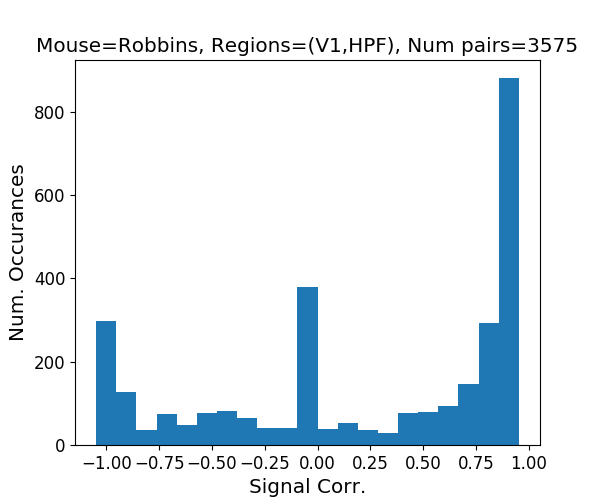 Mouse=Robbins, Regions=(V1,HPF), Num pairs=3575
Num. Occurances
800
600
400
200
0
−1.00 −0.75 −0.50 −0.25 0.00 0.25 0.50 0.75 1.00
Signal Corr.